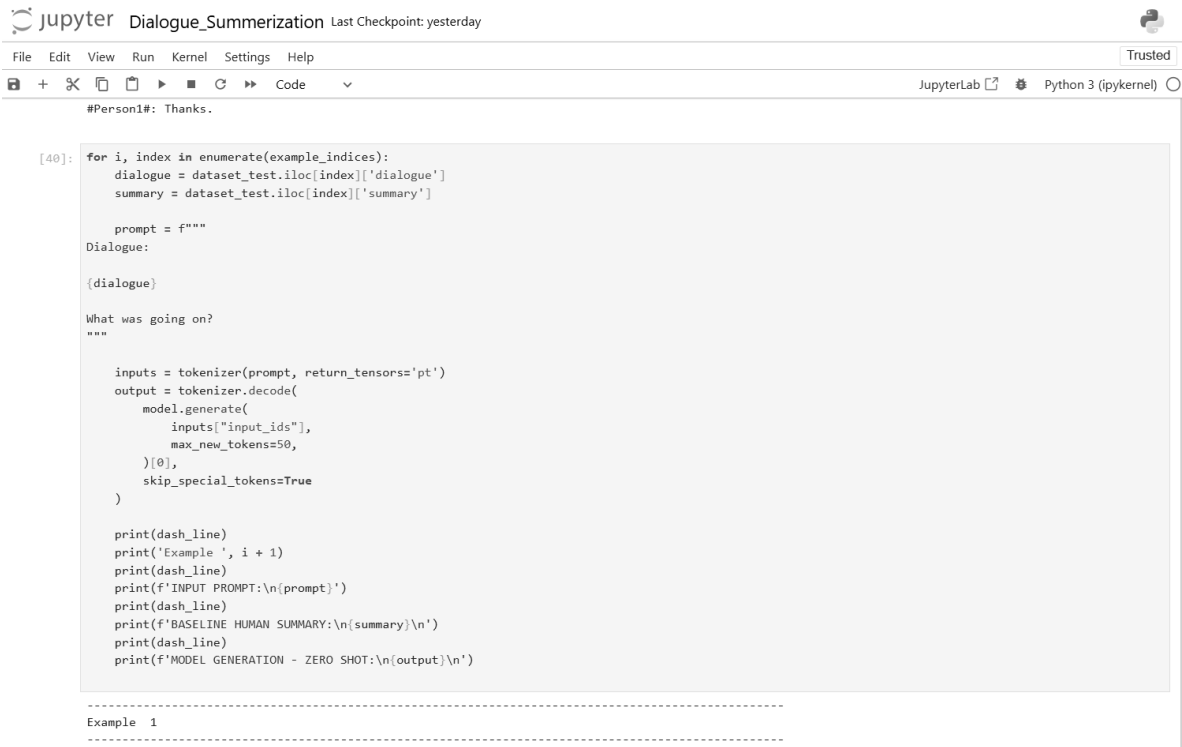 jupyter Dialogue_Summerization Last Checkpoint: yesterday
File Edit View Run Kernel Settings Help Trusted
Code JupyterLab Python 3 (ipykernel)
#Person1#: Thanks.
[40]: for i, index in enumerate(example_indices):
    dialogue = dataset_test.iloc[index]['dialogue']
    summary = dataset_test.iloc[index]['summary']

    prompt = f"""
Dialogue:

{dialogue}

What was going on?
"""

    inputs = tokenizer(prompt, return_tensors='pt')
    output = tokenizer.decode(
        model.generate(
            inputs["input_ids"],
            max_new_tokens=50,
        )[0],
        skip_special_tokens=True
    )

    print(dash_line)
    print('Example ', i + 1)
    print(dash_line)
    print(f'INPUT PROMPT:\n{prompt}')
    print(dash_line)
    print(f'BASELINE HUMAN SUMMARY:\n{summary}\n')
    print(dash_line)
    print(f'MODEL GENERATION - ZERO SHOT:\n{output}\n')
---------------------------------------------------------------------------------------------------
Example  1
---------------------------------------------------------------------------------------------------